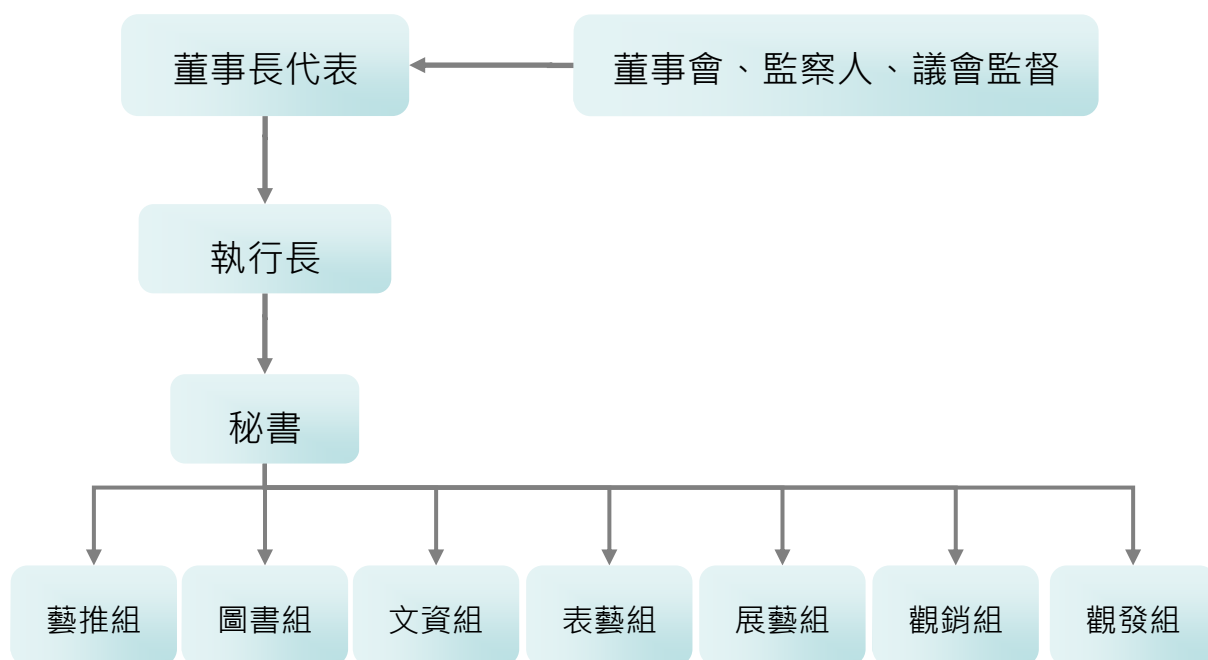 董事長代表
董事會、監察人、議會監督
執行長
秘書
藝推組
圖書組
文資組
表藝組
展藝組
觀銷組
觀發組